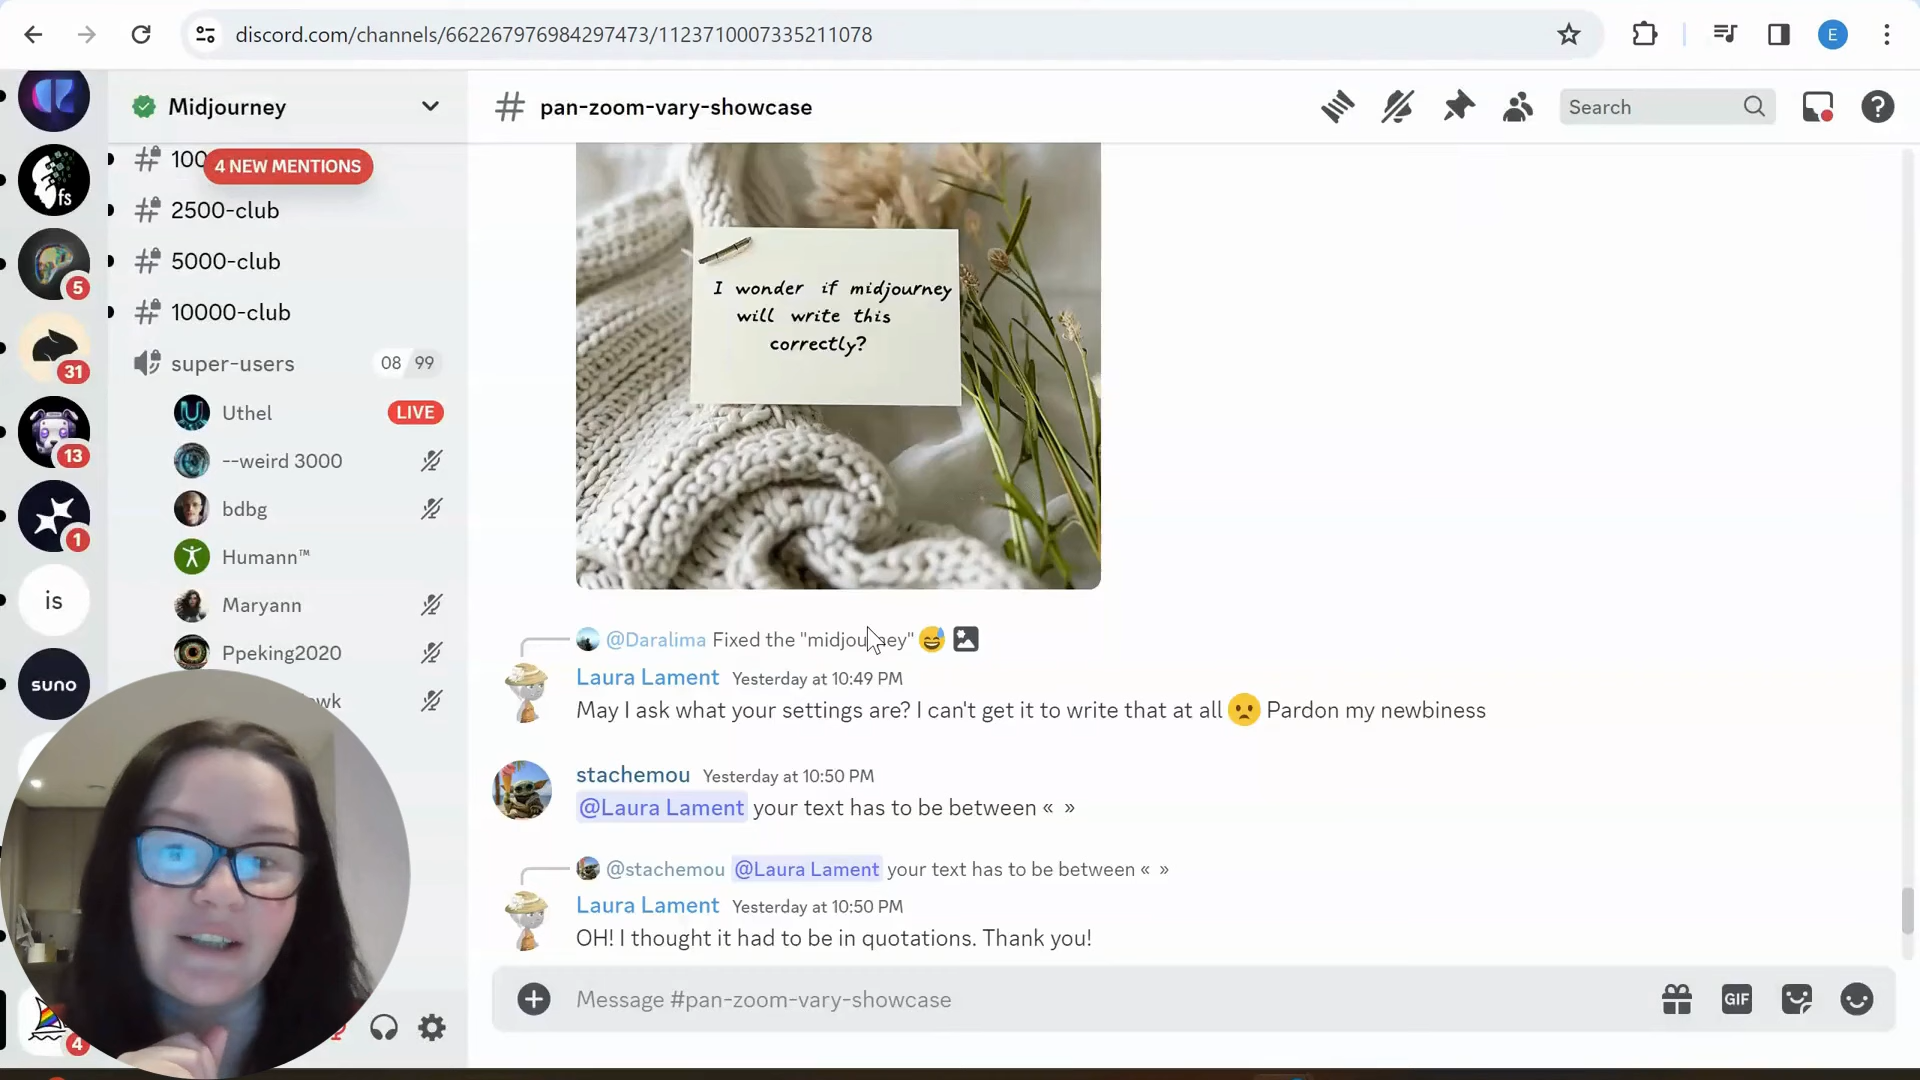 discord.com/channels/662267976984297473/1123710007335211078
E
Midjourney
# pan-zoom-vary-showcase
Search
4 NEW MENTIONS
2500-club
5000-club
10000-club
super-users 08 99
Uthel LIVE
--weird 3000
bdbg
Humann™
Maryann
Ppeking2020
fs
5
31
13
1
is
suno
4
I wonder if midjourney
will write this
correctly?
@Daralima Fixed the "midjourney" 😅
Laura Lament Yesterday at 10:49 PM
May I ask what your settings are? I can't get it to write that at all 😦 Pardon my newbiness
stachemou Yesterday at 10:50 PM
@Laura Lament your text has to be between « »
@stachemou @Laura Lament your text has to be between « »
Laura Lament Yesterday at 10:50 PM
OH! I thought it had to be in quotations. Thank you!
Message #pan-zoom-vary-showcase
GIF